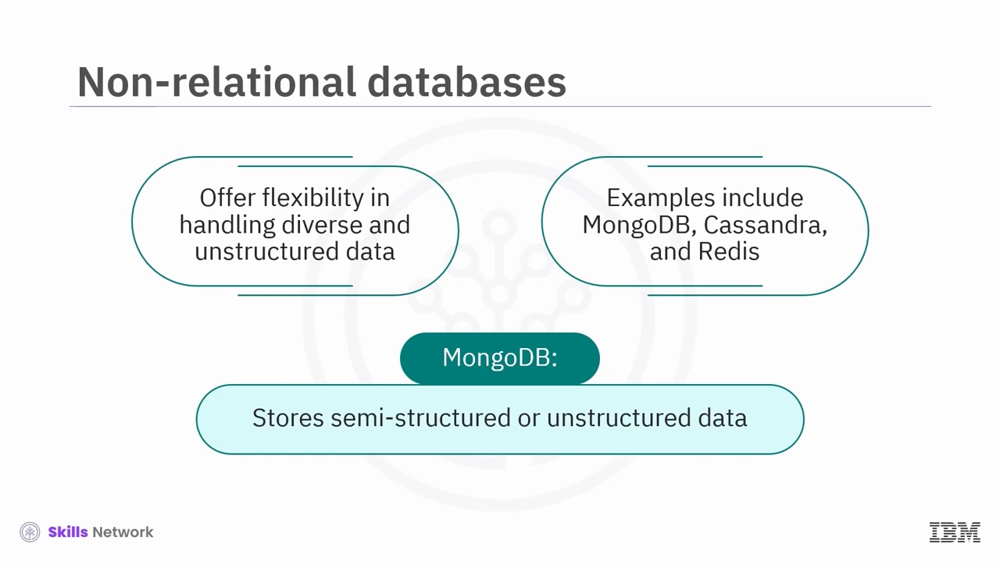 Non-relational databases
Offer flexibility in
handling diverse and
unstructured data
Examples include
MongoDB, Cassandra,
and Redis
MongoDB:
Stores semi-structured or unstructured data
Skills Network
IBM